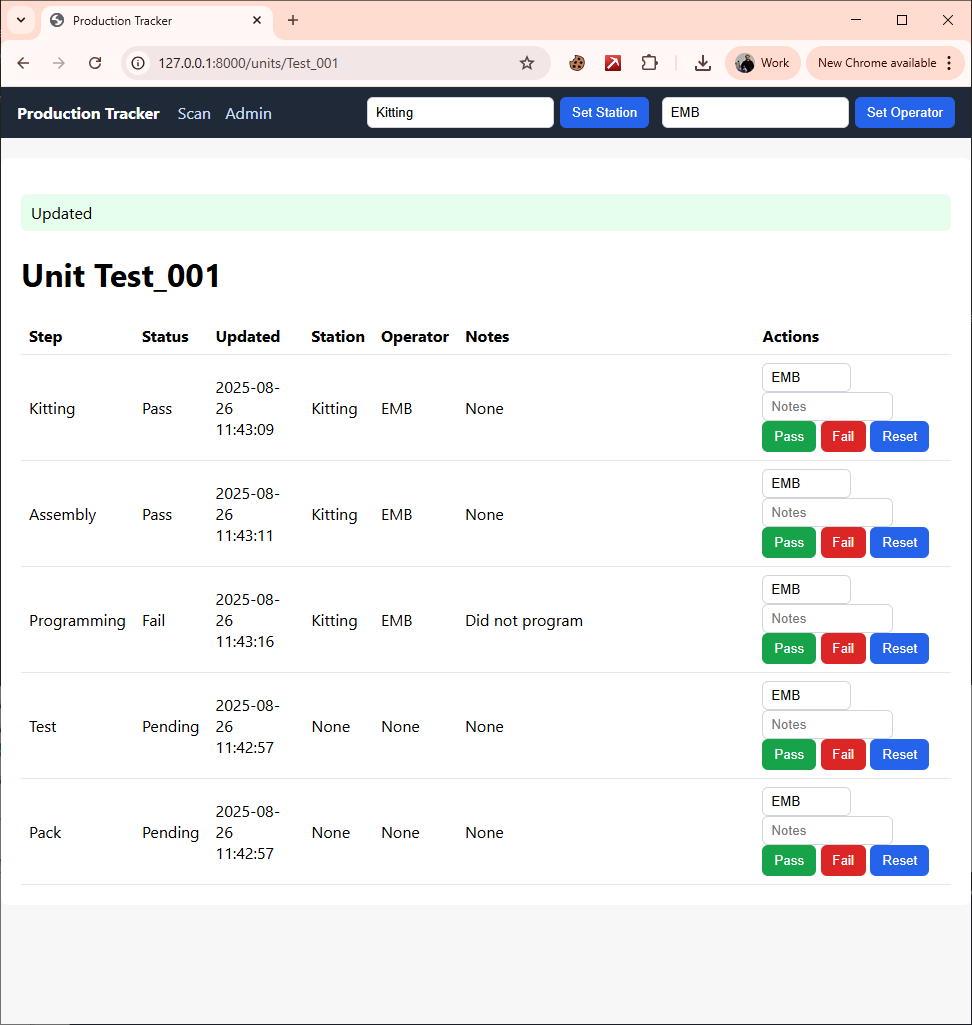 Production Tracker
127.0.0.1:8000/units/Test_001
Work
New Chrome available
Production Tracker
Scan
Admin
Kitting
Set Station
EMB
Set Operator
Updated
Unit Test_001
Step Status Updated Station Operator Notes Actions
Kitting Pass 2025-08-
26
11:43:09 Kitting EMB None EMB
Notes
Pass Fail Reset
Assembly Pass 2025-08-
26
11:43:11 Kitting EMB None EMB
Notes
Pass Fail Reset
Programming Fail 2025-08-
26
11:43:16 Kitting EMB Did not program EMB
Notes
Pass Fail Reset
Test Pending 2025-08-
26
11:42:57 None None None EMB
Notes
Pass Fail Reset
Pack Pending 2025-08-
26
11:42:57 None None None EMB
Notes
Pass Fail Reset